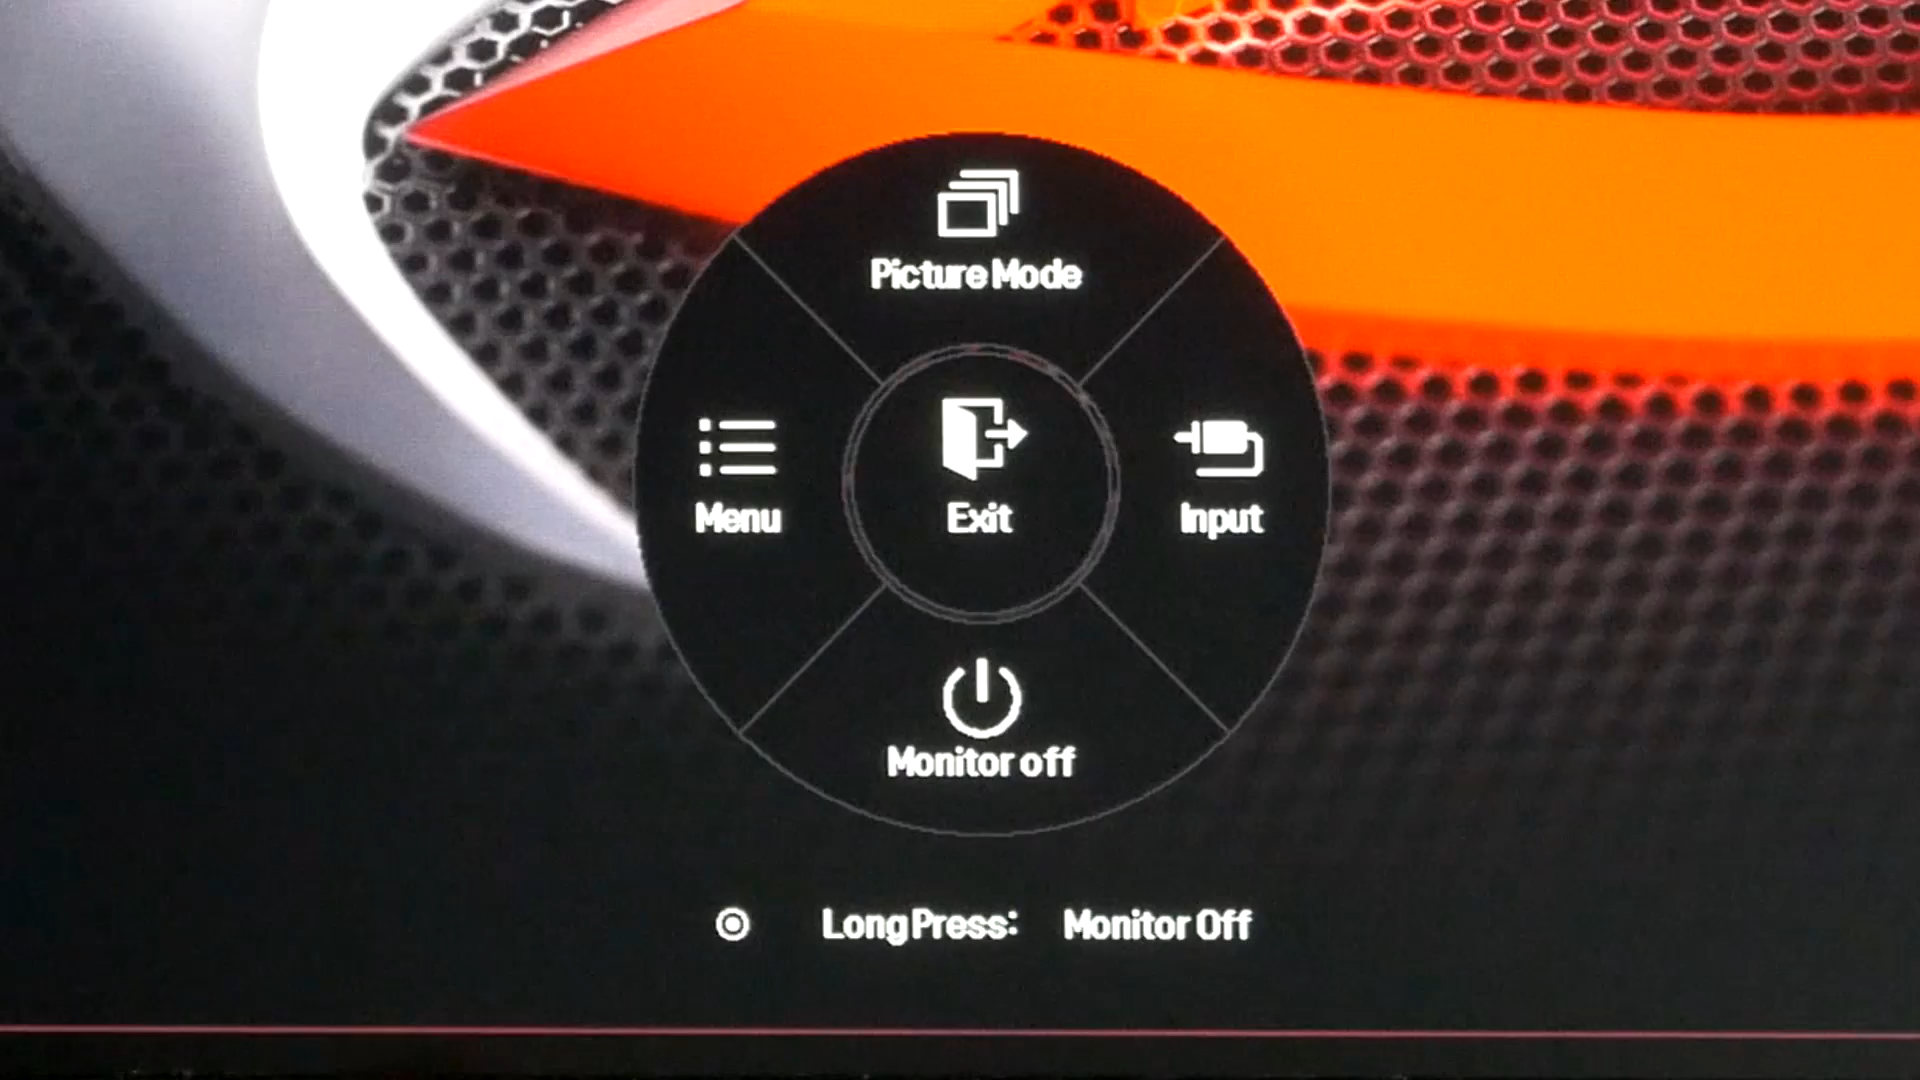 Picture Mode
Menu
Exit
Input
Monitor off
Long Press: Monitor Off